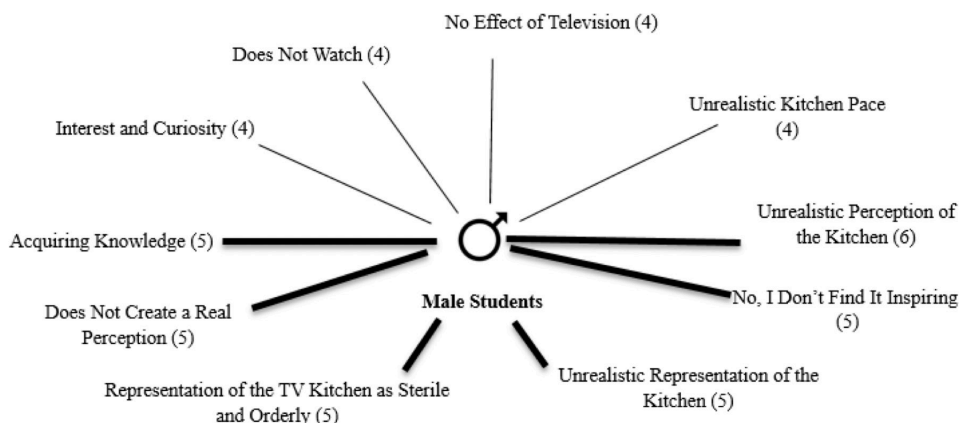 No Effect of Television (4)
Does Not Watch (4)
Unrealistic Kitchen Pace
(4)
Interest and Curiosity (4)
Unrealistic Perception of
the Kitchen (6)
Acquiring Knowledge (5)
Male Students
No, I Don’t Find It Inspiring
(5)
Does Not Create a Real
Perception (5)
Unrealistic Representation of the
Kitchen (5)
Representation of the TV Kitchen as Sterile
and Orderly (5)